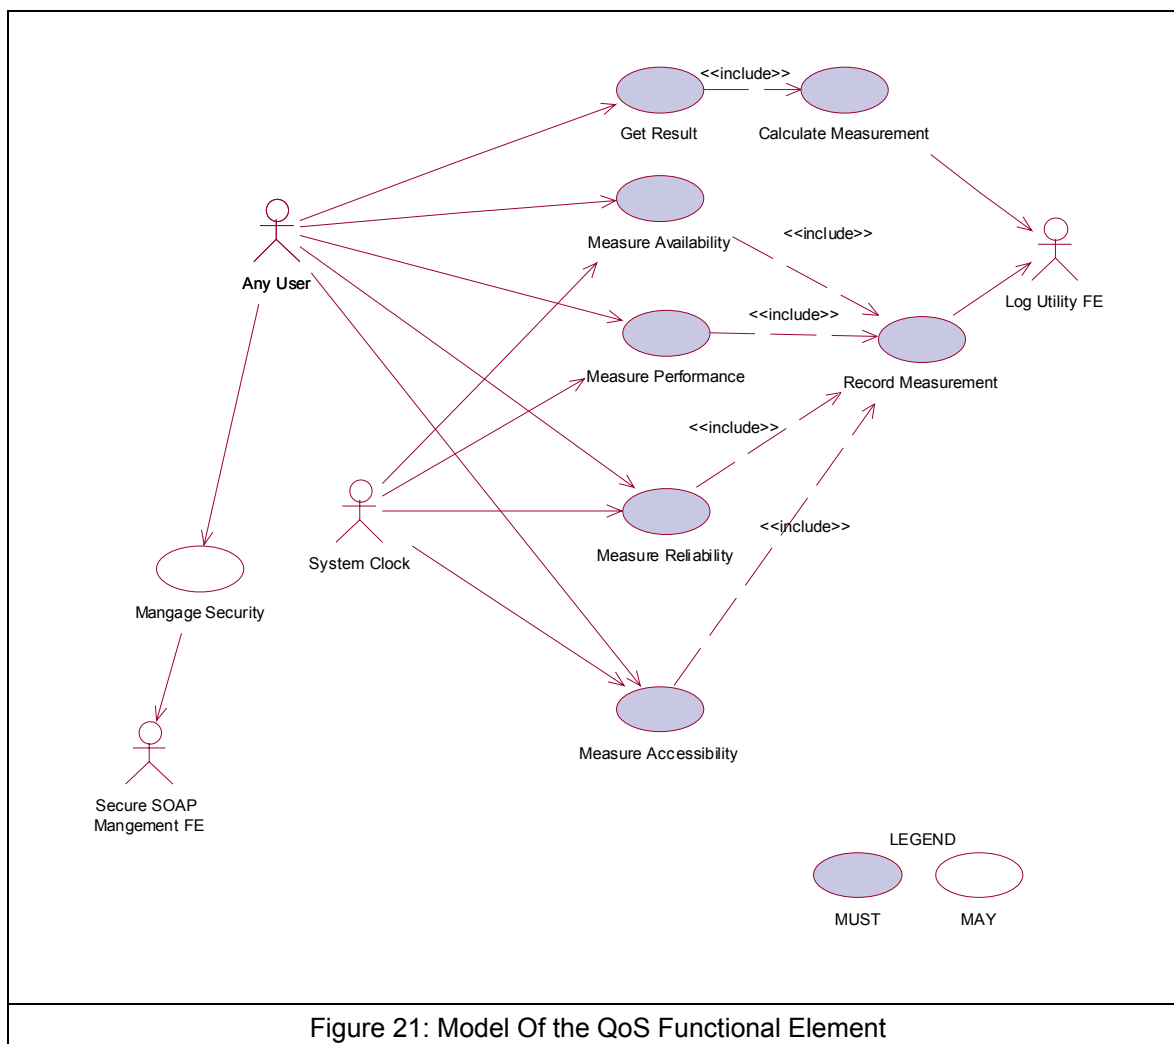 <<include>>
Get Result
Calculate Measurement
<<include>>
Measure Availability
Any User
Log Utility FE
<<include>>
Measure Performance
Record Measurement
<<include>>
<<include>>
Measure Reliability
System Clock
Mangage Security
Measure Accessibility
Secure SOAP
Mangement FE
LEGEND
MUST
MAY
Figure 21: Model Of the QoS Functional Element